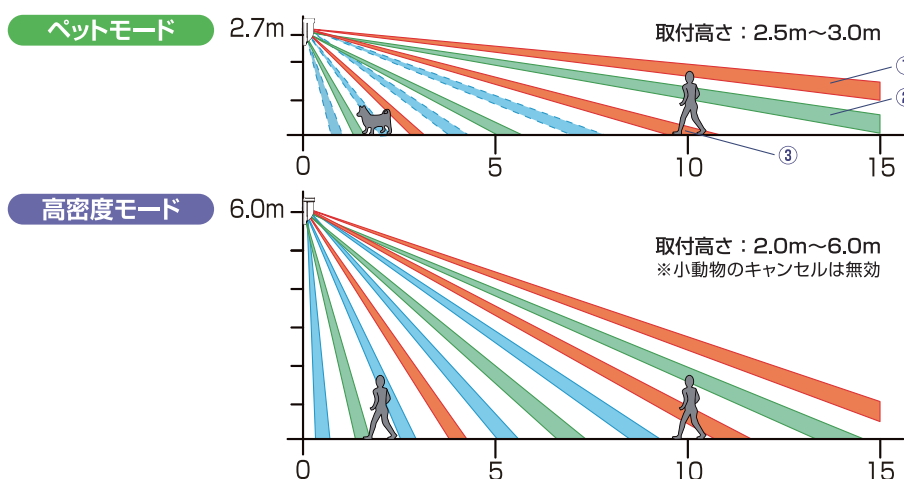 ペットモード
2.7m
取付高さ：2.5m～3.0m
①
②
③
0
5
10
15
高密度モード
6.0m
取付高さ：2.0m～6.0m
※小動物のキャンセルは無効
0
5
10
15